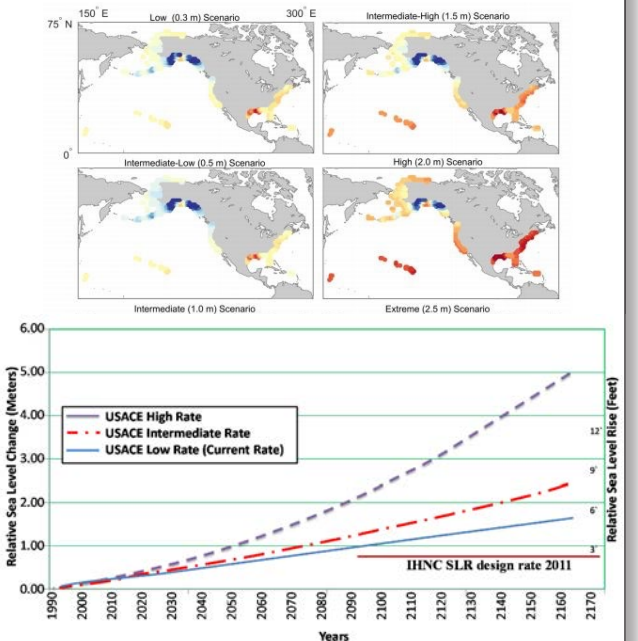 150° E
300° E
75° N
0°
Low (0.3 m) Scenario
Intermediate-High (1.5 m) Scenario
Intermediate-Low (0.5 m) Scenario
High (2.0 m) Scenario
Intermediate (1.0 m) Scenario
Extreme (2.5 m) Scenario
Relative Sea Level Change (Meters)
6.00
5.00
4.00
3.00
2.00
1.00
0.00
USACE High Rate
USACE Intermediate Rate
USACE Low Rate (Current Rate)
12'
9'
6'
3'
Relative Sea Level Rise (Feet)
IHNC SLR design rate 2011
1990 2000 2010 2020 2030 2040 2050 2060 2070 2080 2090 2100 2110 2120 2130 2140 2150 2160 2170
Years